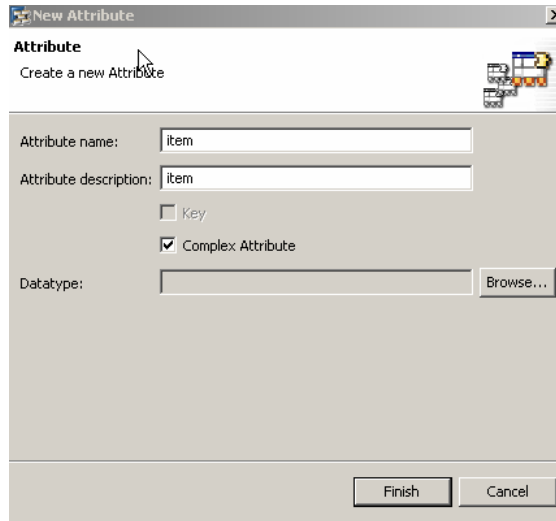 New Attribute
Attribute
Create a new Attribute
Attribute name: item
Attribute description: item
Key
Complex Attribute
Datatype: Browse...
Finish Cancel